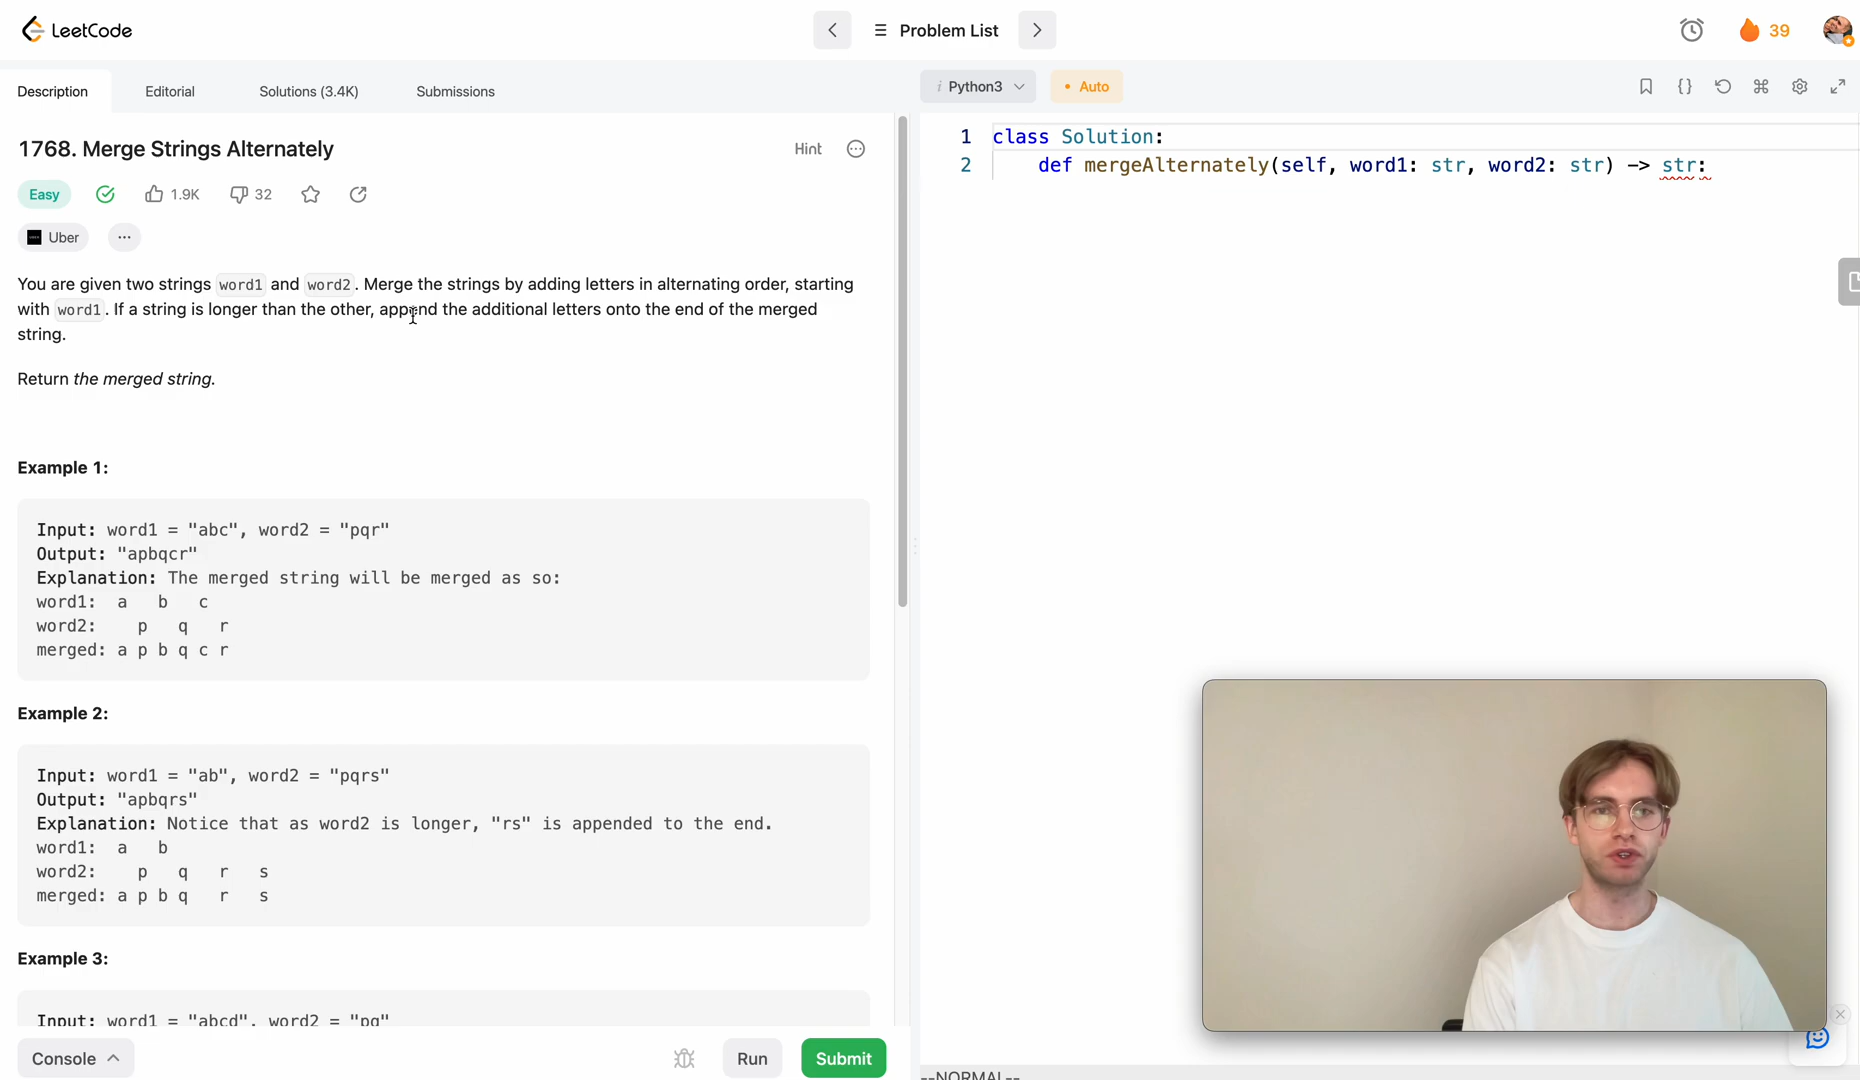 LeetCode
Problem List
39
Description
Editorial
Solutions (3.4K)
Submissions
1768. Merge Strings Alternately
Hint
Easy
1.9K
32
Uber
...
You are given two strings word1 and word2. Merge the strings by adding letters in alternating order, starting
with word1. If a string is longer than the other, append the additional letters onto the end of the merged
string.
Return the merged string.
Example 1:
Input: word1 = "abc", word2 = "pqr"
Output: "apbqcr"
Explanation: The merged string will be merged as so:
word1:  a   b   c
word2:    p   q   r
merged: a p b q c r
Example 2:
Input: word1 = "ab", word2 = "pqrs"
Output: "apbqrs"
Explanation: Notice that as word2 is longer, "rs" is appended to the end.
word1:  a   b
word2:    p   q   r   s
merged: a p b q   r   s
Example 3:
Input: word1 = "abcd", word2 = "pq"
Console
Run
Submit
i Python3
• Auto
{}
1 class Solution:
2     def mergeAlternately(self, word1: str, word2: str) -> str:
--NORMAL--